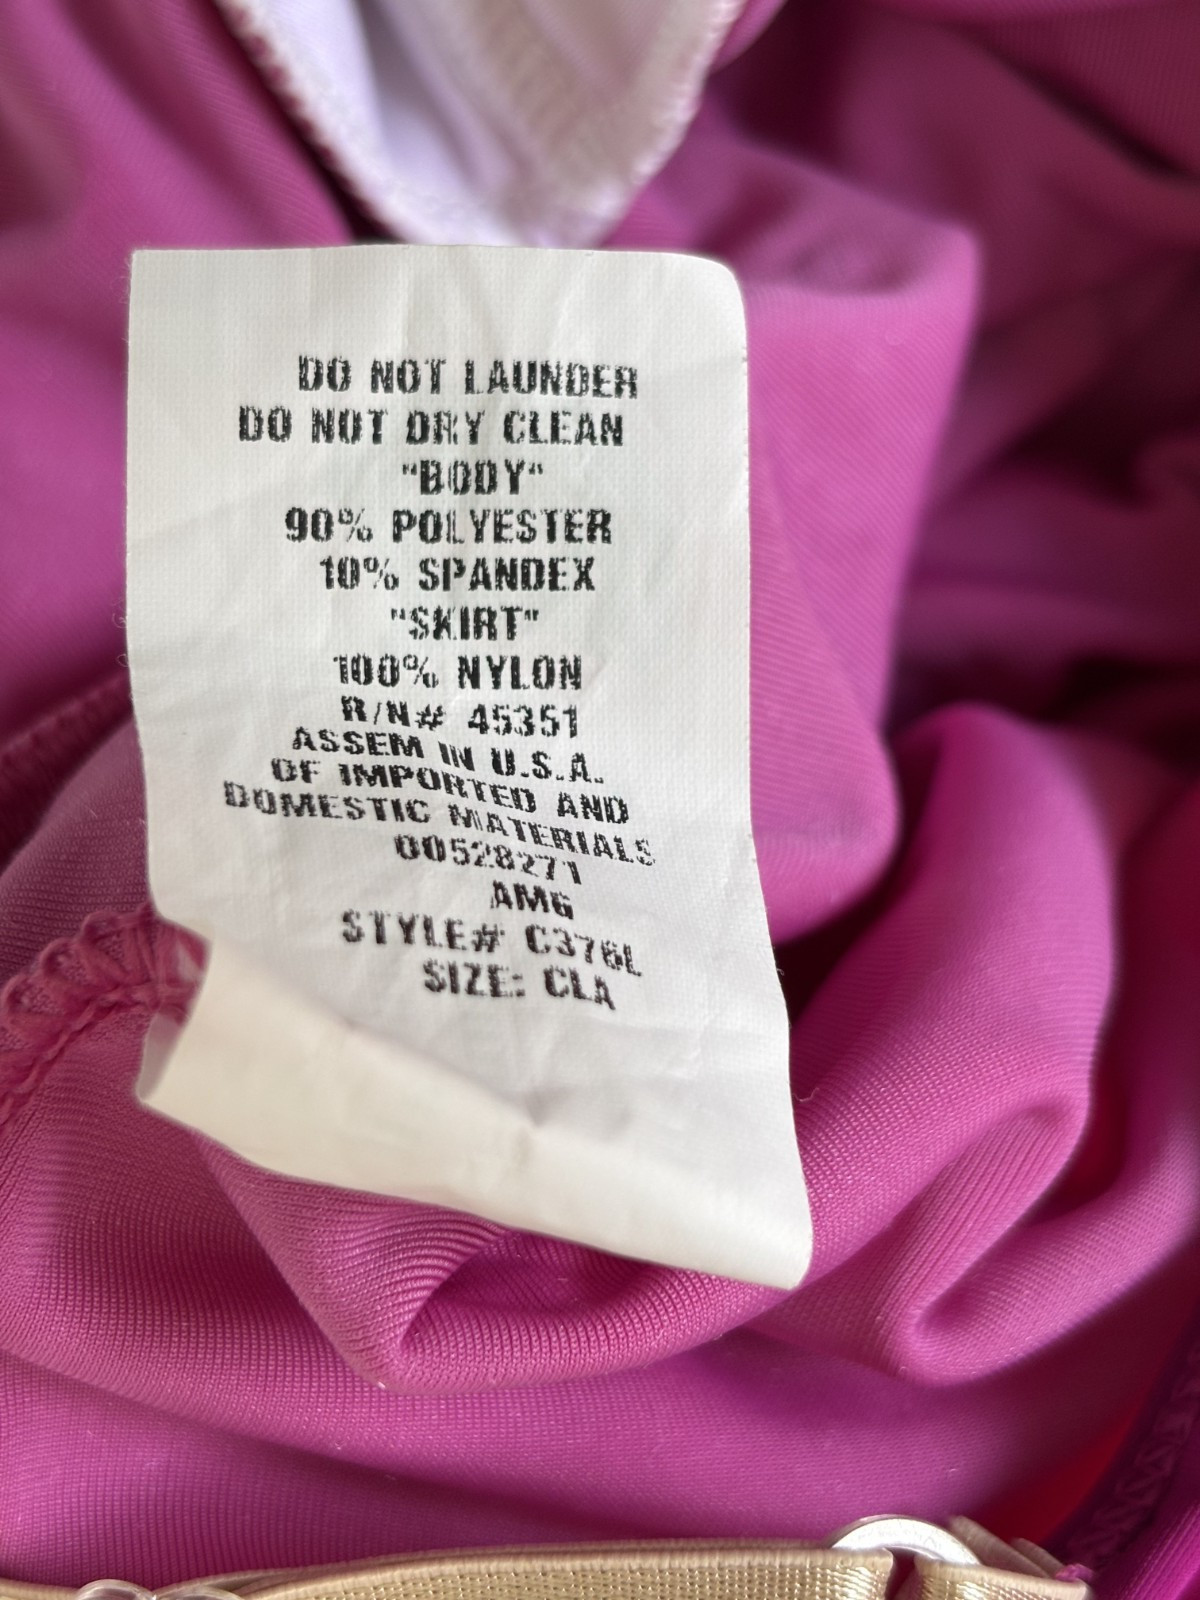 DO NOT LAUNDER
DO NOT DRY CLEAN
"BODY"
90% POLYESTER
10% SPANDEX
"SKIRT"
100% NYLON
R/N# 45351
ASSEM IN U.S.A.
OF IMPORTED AND
DOMESTIC MATERIALS
00528271
AM6
STYLE# C376L
SIZE: CLA